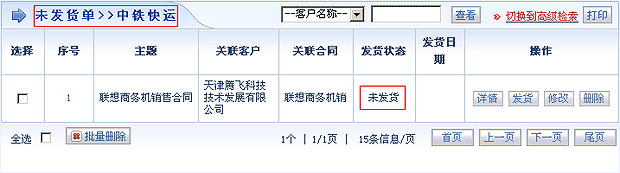 未发货单>>中铁快运 --客户名称-- 查看 » 切换到高级检索 打印
选择 序号 主题 关联客户 关联合同 发货状态 发货日期 操作
1 联想商务机销售合同 天津腾飞科技技术发展有限公司 联想商务机销 未发货 详情 发货 修改 删除
全选 批量删除 1个 | 1/1页 | 15条信息/页 首页 上一页 下一页 尾页